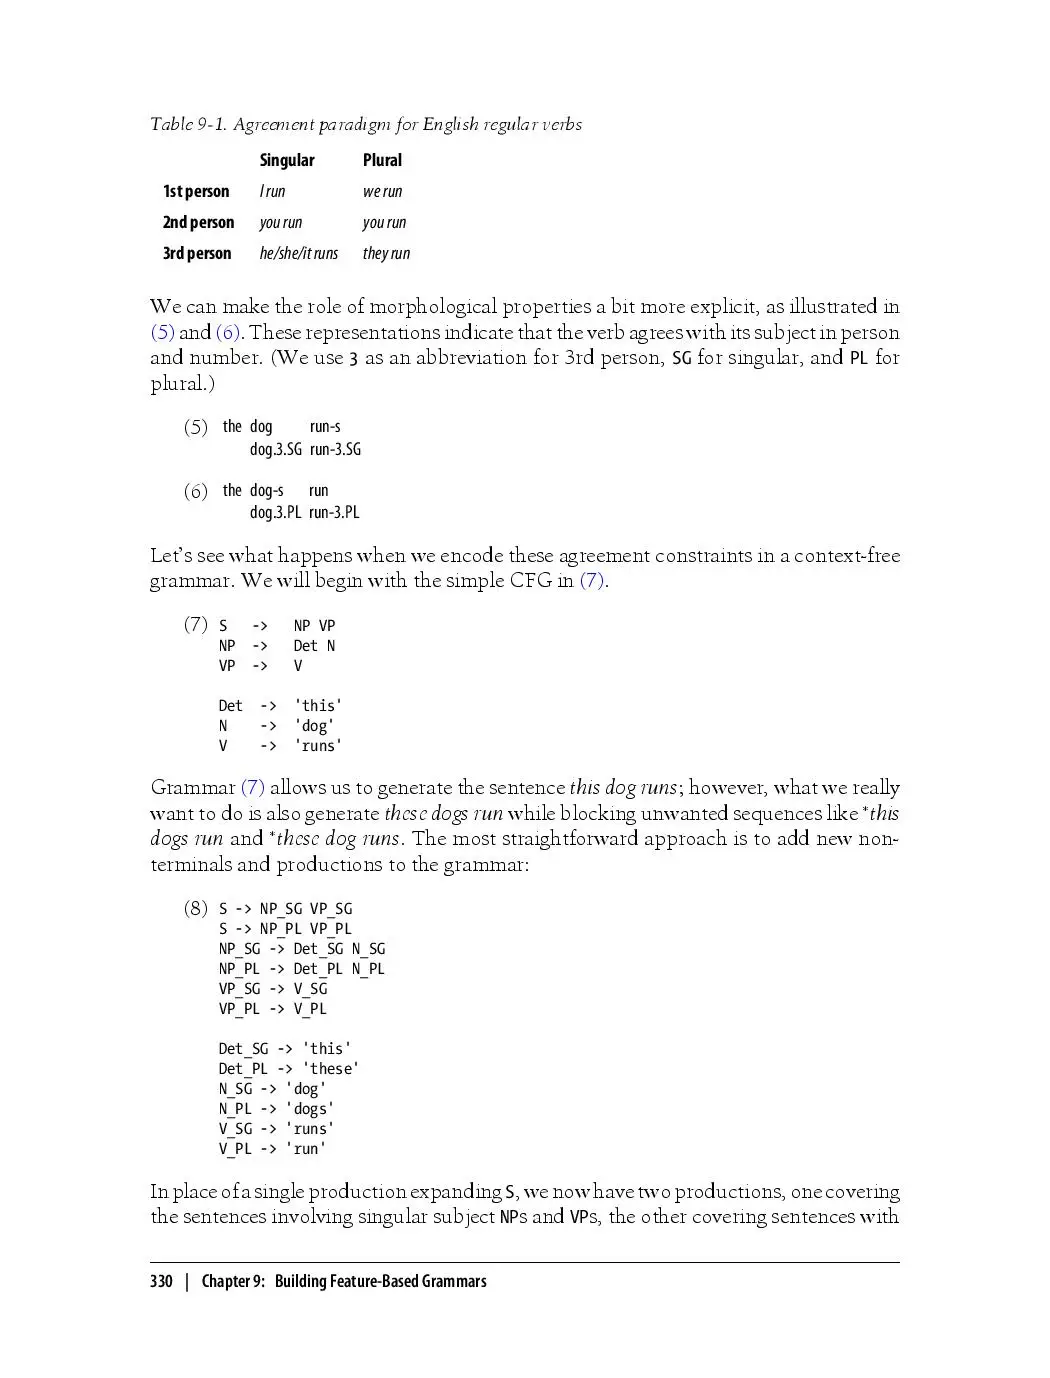 Table 9-1. Agreement paradigm for English regular verbs
Singular Plural
1st person I run we run
2nd person you run you run
3rd person he/she/it runs they run
We can make the role of morphological properties a bit more explicit, as illustrated in
(5) and (6). These representations indicate that the verb agrees with its subject in person
and number. (We use 3 as an abbreviation for 3rd person, SG for singular, and PL for
plural.)
(5) the dog run-s
dog.3.SG run-3.SG
(6) the dog-s run
dog.3.PL run-3.PL
Let's see what happens when we encode these agreement constraints in a context-free
grammar. We will begin with the simple CFG in (7).
(7) S -> NP VP
NP -> Det N
VP -> V
Det -> 'this'
N -> 'dog'
V -> 'runs'
Grammar (7) allows us to generate the sentence this dog runs; however, what we really
want to do is also generate these dogs run while blocking unwanted sequences like *this
dogs run and *these dog runs. The most straightforward approach is to add new non-
terminals and productions to the grammar:
(8) S -> NP_SG VP_SG
S -> NP_PL VP_PL
NP_SG -> Det_SG N_SG
NP_PL -> Det_PL N_PL
VP_SG -> V_SG
VP_PL -> V_PL
Det_SG -> 'this'
Det_PL -> 'these'
N_SG -> 'dog'
N_PL -> 'dogs'
V_SG -> 'runs'
V_PL -> 'run'
In place of a single production expanding S, we now have two productions, one covering
the sentences involving singular subject NPs and VPs, the other covering sentences with
330 | Chapter 9: Building Feature-Based Grammars